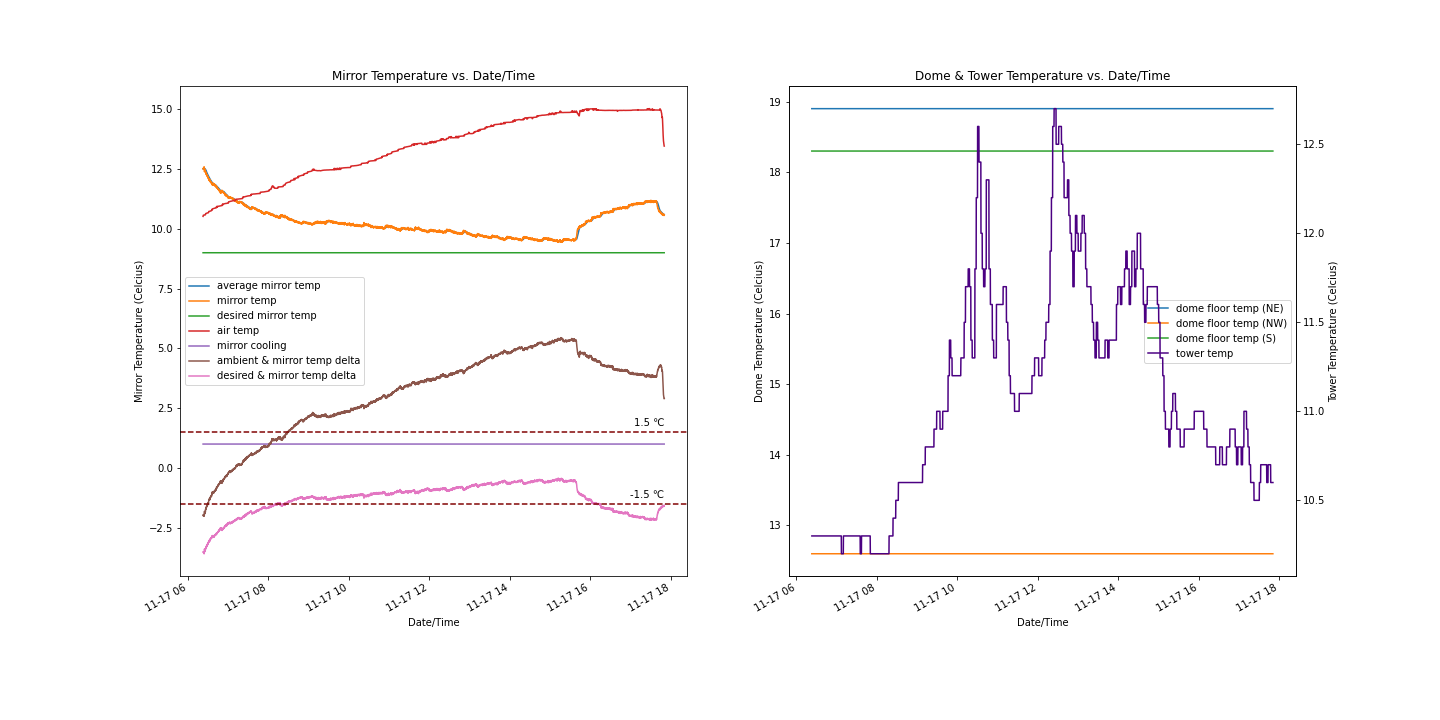 Mirror Temperature vs. Date/Time
Mirror Temperature (Celcius)
15.0
12.5
10.0
7.5
5.0
2.5
0.0
−2.5
average mirror temp
mirror temp
desired mirror temp
air temp
mirror cooling
ambient & mirror temp delta
desired & mirror temp delta
1.5 °C
-1.5 °C
11-17 06
11-17 08
11-17 10
11-17 12
11-17 14
11-17 16
11-17 18
Date/Time
Dome & Tower Temperature vs. Date/Time
Dome Temperature (Celcius)
19
18
17
16
15
14
13
dome floor temp (NE)
dome floor temp (NW)
dome floor temp (S)
tower temp
12.5
12.0
11.5
11.0
10.5
Tower Temperature (Celcius)
11-17 06
11-17 08
11-17 10
11-17 12
11-17 14
11-17 16
11-17 18
Date/Time